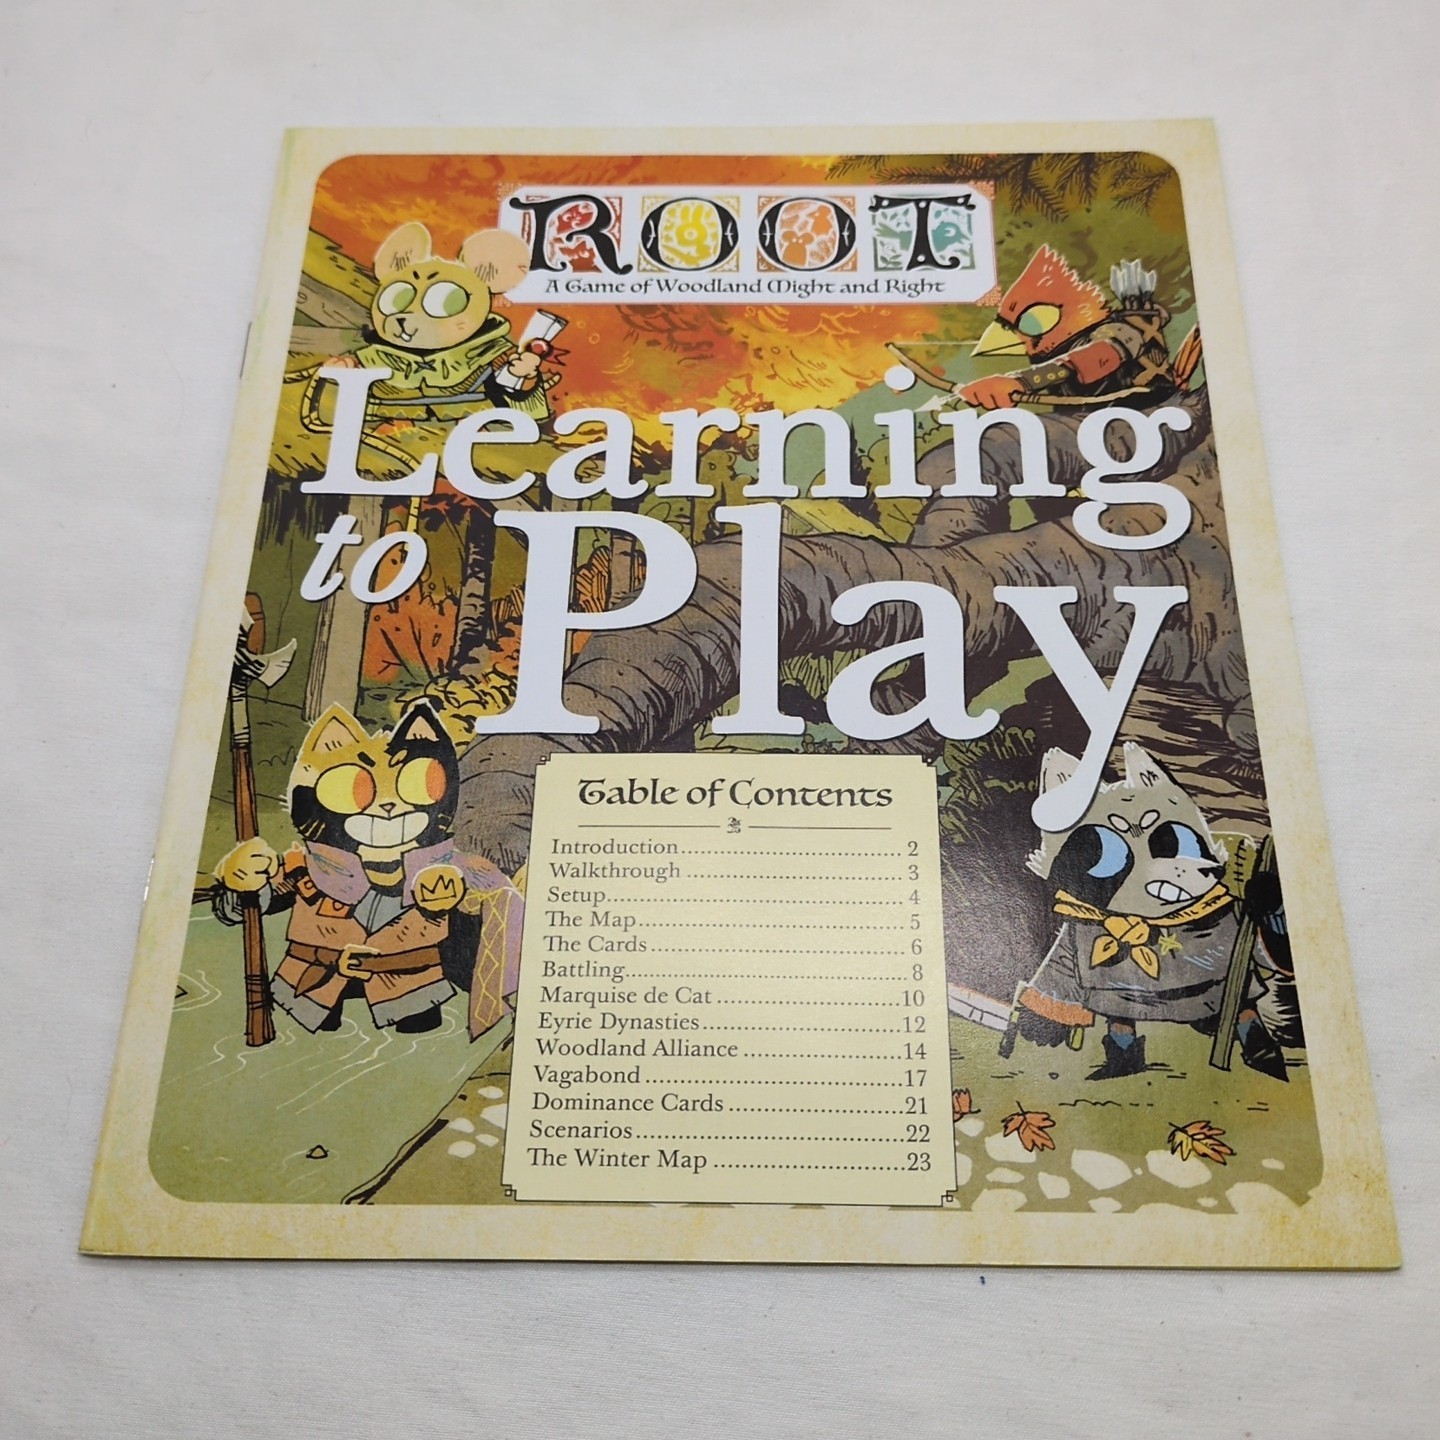 ROOT
A Game of Woodland Might and Right
Learning
to Play
Table of Contents
Introduction.................................. 2
Walkthrough ................................ 3
Setup.............................................. 4
The Map......................................... 5
The Cards....................................... 6
Battling........................................... 8
Marquise de Cat ...........................10
Eyrie Dynasties.............................12
Woodland Alliance .......................14
Vagabond .....................................17
Dominance Cards .........................21
Scenarios.......................................22
The Winter Map ...........................23